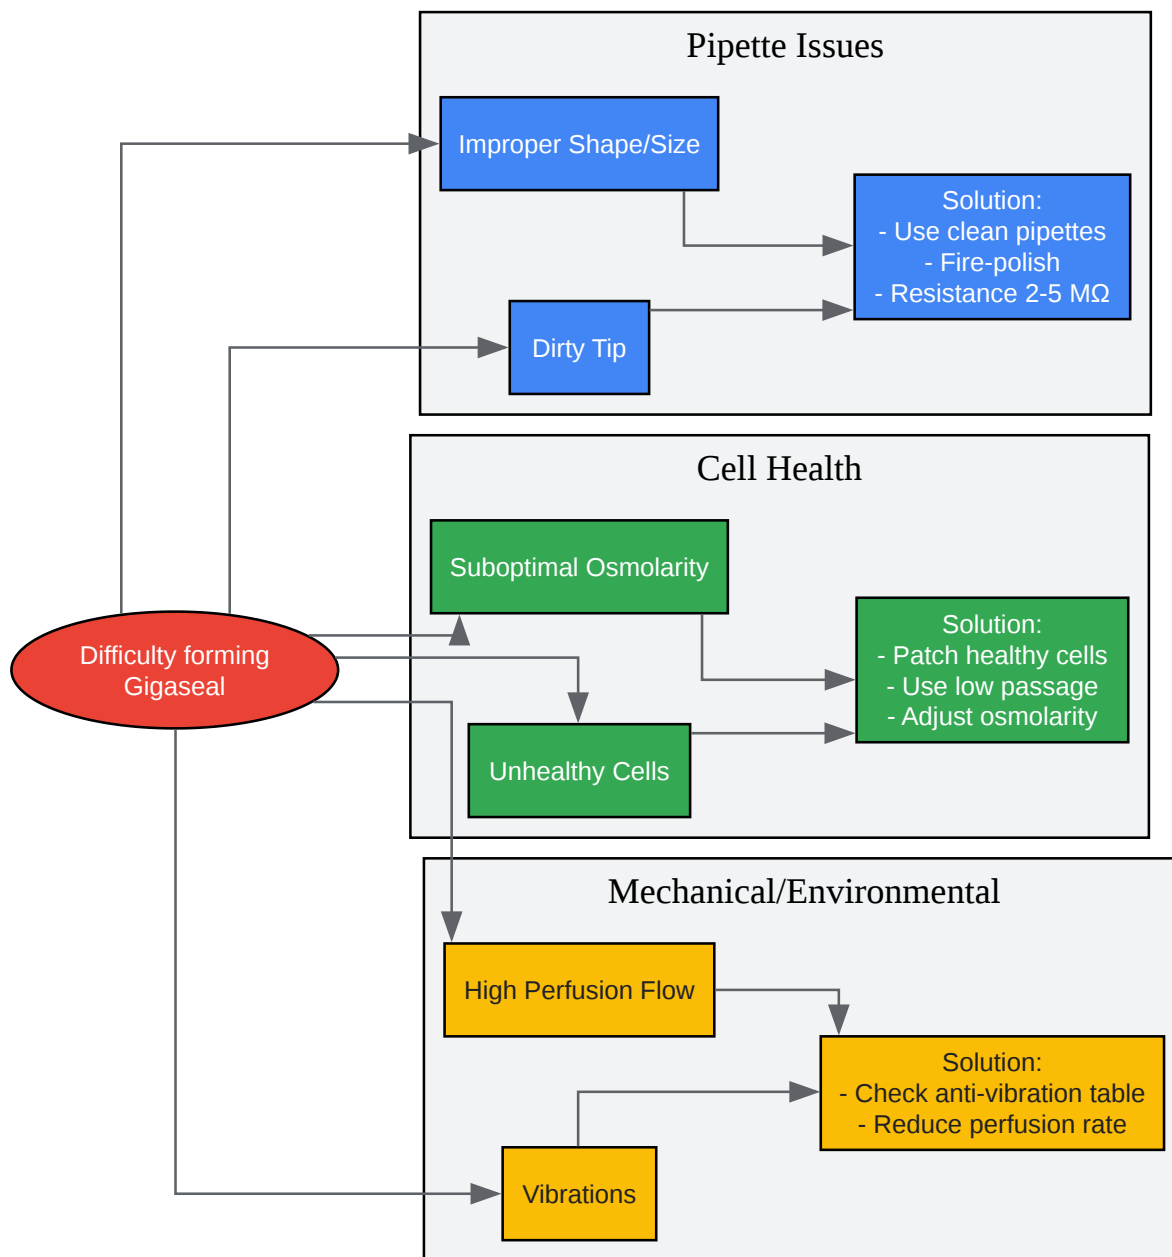 Pipette Issues
Improper Shape/Size
Solution:
- Use clean pipettes
- Fire-polish
- Resistance 2-5 MΩ
Dirty Tip
Cell Health
Suboptimal Osmolarity
Solution:
- Patch healthy cells
- Use low passage
- Adjust osmolarity
Difficulty forming
Gigaseal
Unhealthy Cells
Mechanical/Environmental
High Perfusion Flow
Solution:
- Check anti-vibration table
- Reduce perfusion rate
Vibrations